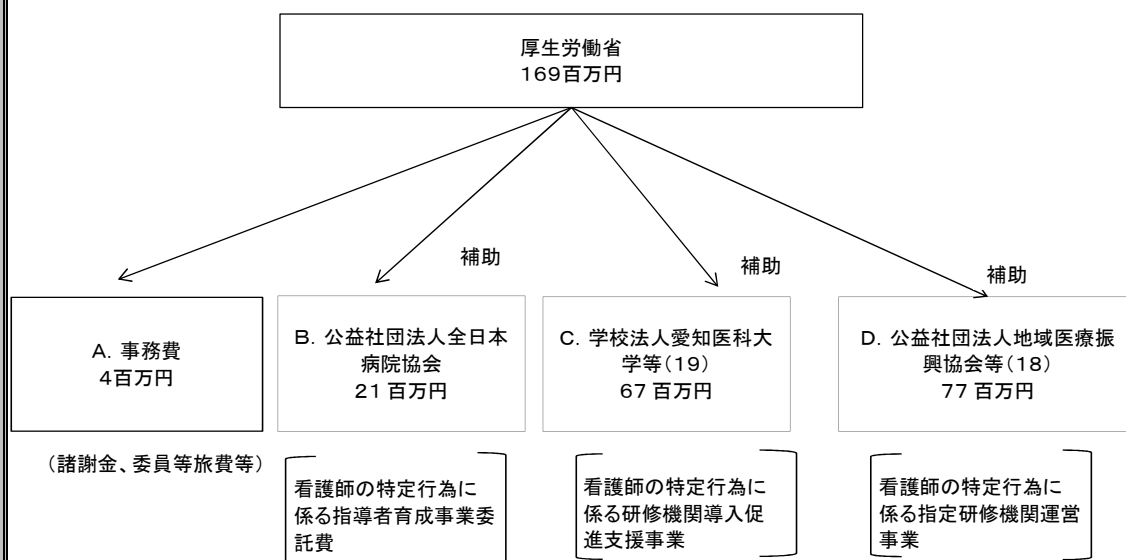 厚生労働省
169百万円
補助
補助
補助
A．事務費
4百万円
B．公益社団法人全日本
病院協会
21 百万円
C．学校法人愛知医科大
学等(19)
67 百万円
D．公益社団法人地域医療振
興協会等(18)
77 百万円
（諸謝金、委員等旅費等）
看護師の特定行為に
係る指導者育成事業委
託費
看護師の特定行為に
係る研修機関導入促
進支援事業
看護師の特定行為に
係る指定研修機関運営
事業